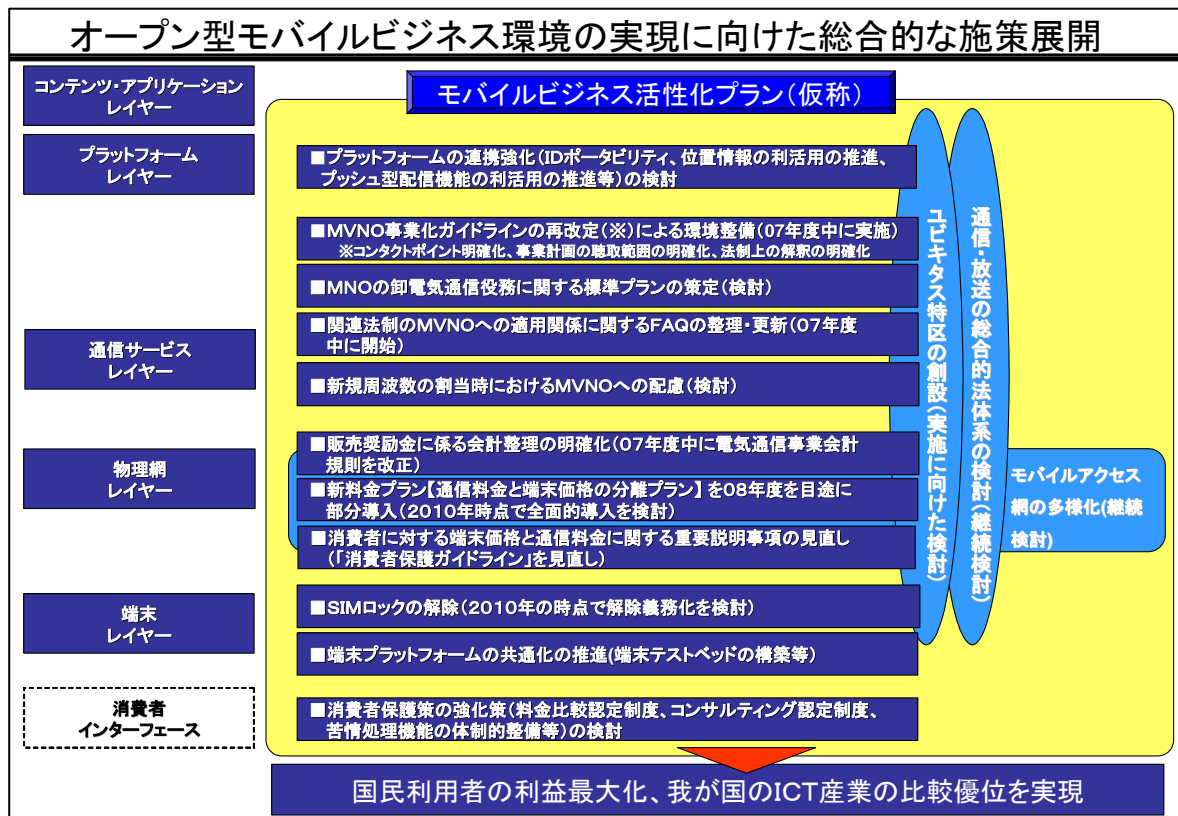 オープン型モバイルビジネス環境の実現に向けた総合的な施策展開
コンテンツ・アプリケーション
レイヤー
プラットフォーム
レイヤー
通信サービス
レイヤー
物理網
レイヤー
端末
レイヤー
消費者
インターフェース
モバイルビジネス活性化プラン(仮称)
■プラットフォームの連携強化(IDポータビリティ、位置情報の利活用の推進、
プッシュ型配信機能の利活用の推進等)の検討
■MVNO事業化ガイドラインの再改定(※)による環境整備(07年度中に実施)
※コンタクトポイント明確化、事業計画の聴取範囲の明確化、法制上の解釈の明確化
■MNOの卸電気通信役務に関する標準プランの策定(検討)
■関連法制のMVNOへの適用関係に関するFAQの整理・更新(07年度
中に開始)
■新規周波数の割当時におけるMVNOへの配慮(検討)
■販売奨励金に係る会計整理の明確化(07年度中に電気通信事業会計
規則を改正)
■新料金プラン【通信料金と端末価格の分離プラン】を08年度を目途に
部分導入(2010年時点で全面的導入を検討)
■消費者に対する端末価格と通信料金に関する重要説明事項の見直し
(「消費者保護ガイドライン」を見直し)
■SIMロックの解除(2010年の時点で解除義務化を検討)
■端末プラットフォームの共通化の推進(端末テストベッドの構築等)
■消費者保護策の強化策(料金比較認定制度、コンサルティング認定制度、
苦情処理機能の体制的整備等)の検討
ユビキタス特区の創設(実施に向けた検討)
通信・放送の総合的法体系の検討(継続検討)
モバイルアクセス
網の多様化(継続
検討)
国民利用者の利益最大化、我が国のICT産業の比較優位を実現